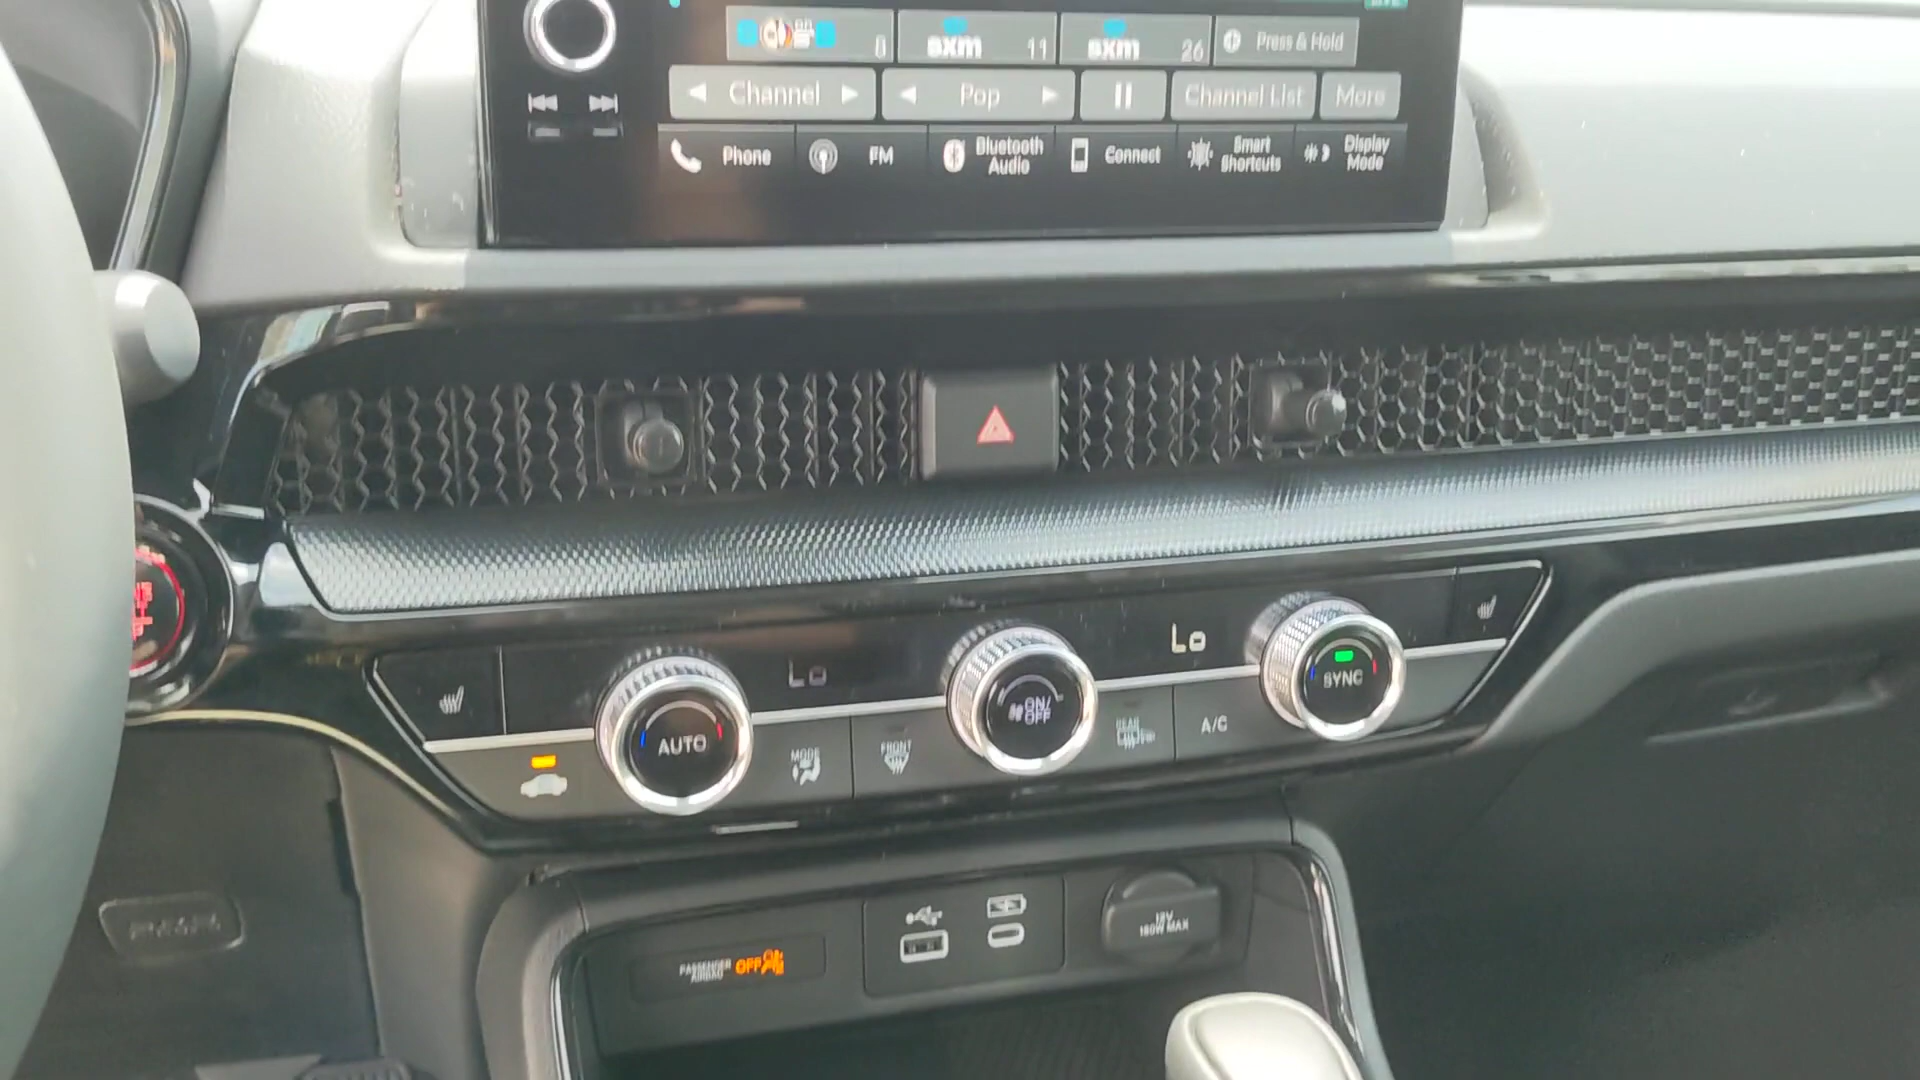 8
sxm 11
sxm 26
Press & Hold
Channel
Pop
Channel List
More
Phone
FM
Bluetooth
Audio
Connect
Smart
Shortcuts
Display
Mode
Lo
Lo
AUTO
MODE
FRONT
ON/
OFF
REAR
A/C
SYNC
PASSENGER
AIRBAG
OFF
12V
180W MAX